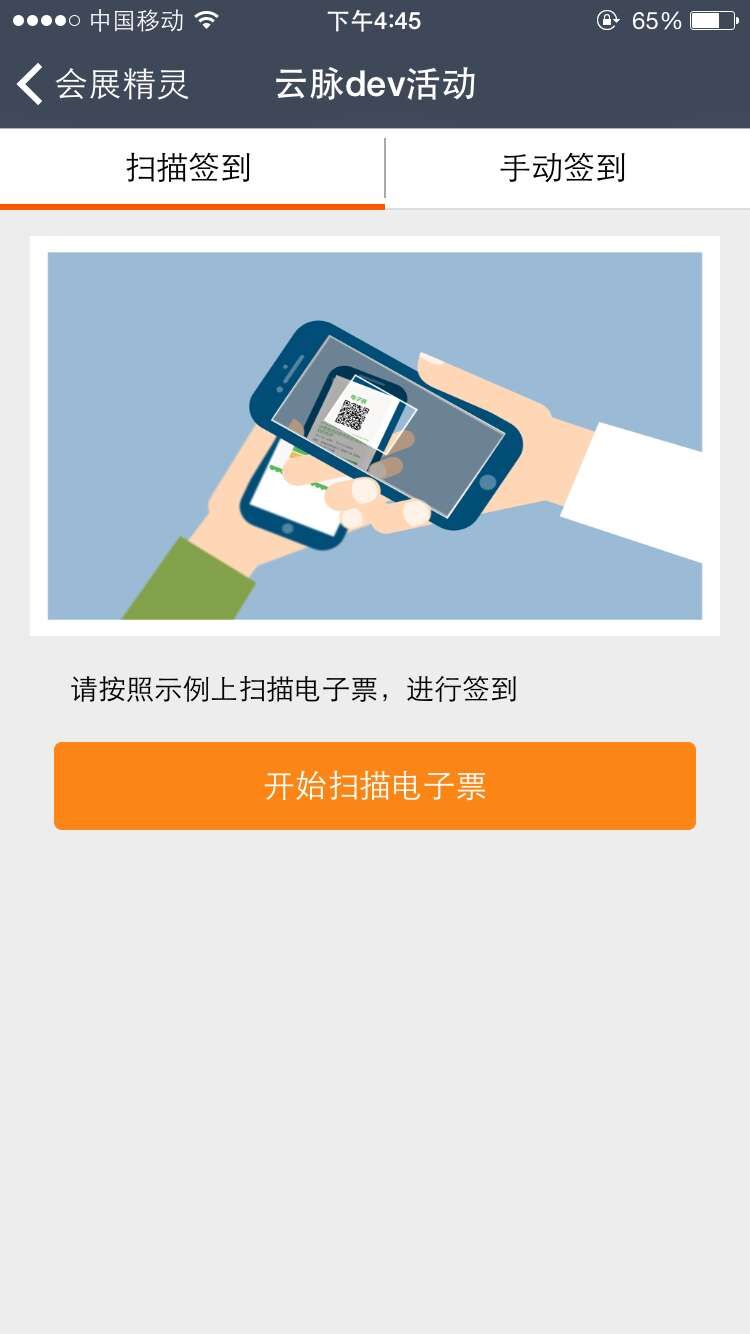 中国移动 下午4:45 65%
会展精灵 云脉dev活动
扫描签到 手动签到
电子票
请按照示例上扫描电子票，进行签到
开始扫描电子票